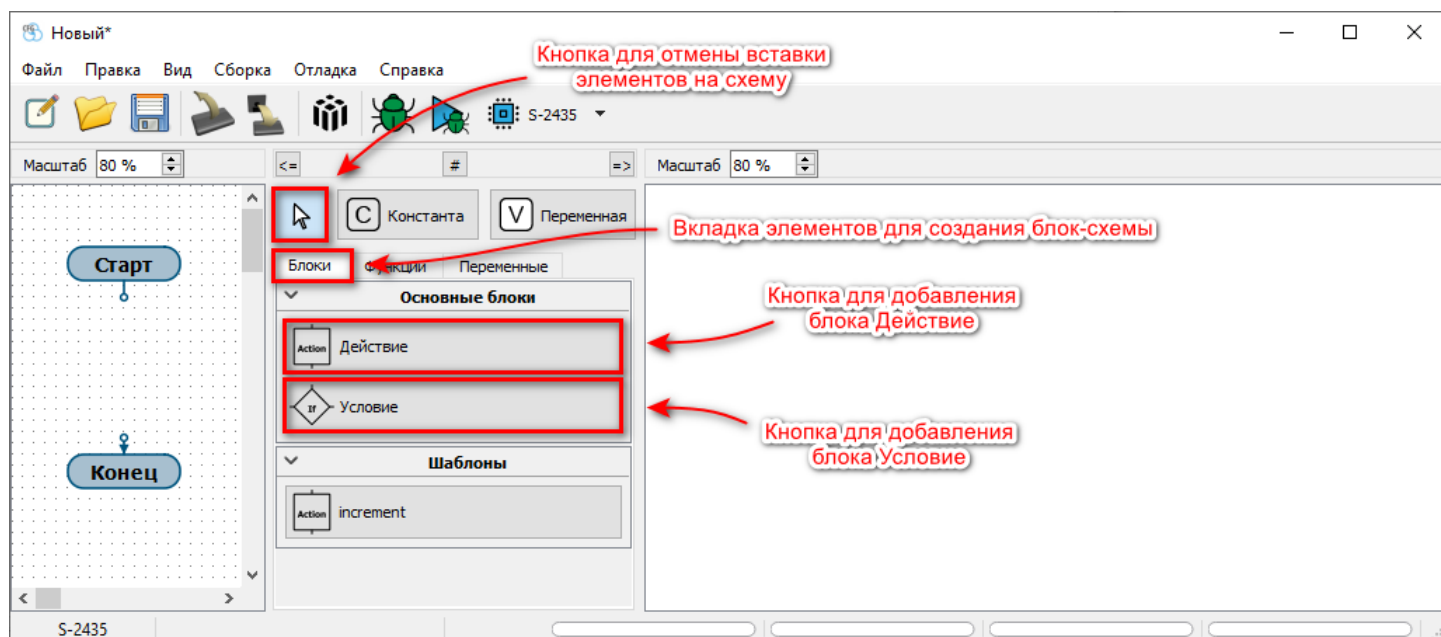 Новый*
Файл Правка Вид Сборка Отладка Справка
Кнопка для отмены вставки
элементов на схему
S-2435
Масштаб 80 %
<= # =>
Масштаб 80 %
C Константа
V Переменная
Вкладка элементов для создания блок-схемы
Старт
Блоки Функции Переменные
Основные блоки
Кнопка для добавления
блока Действие
Action Действие
If Условие
Кнопка для добавления
блока Условие
Конец
Шаблоны
Action increment
S-2435